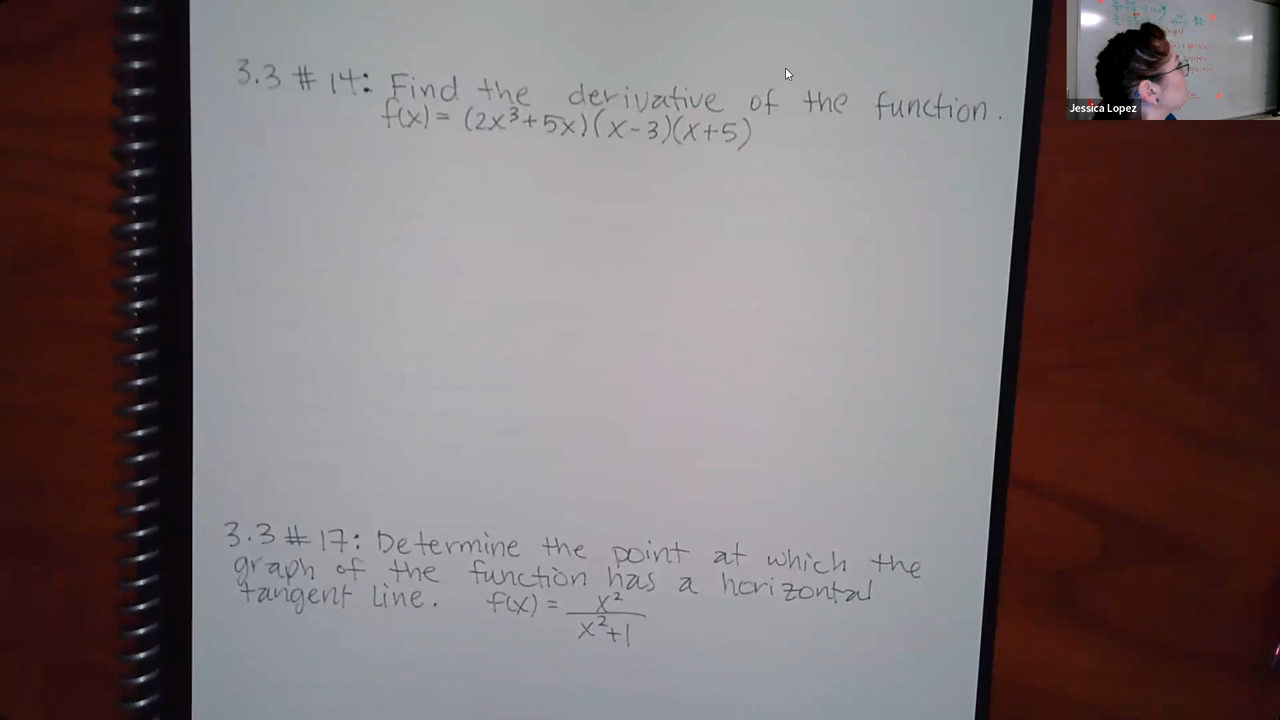 3.3 # 14: Find the derivative of the function.
f(x) = (2x³+5x)(x-3)(x+5)
Jessica Lopez
3.3 # 17: Determine the point at which the
graph of the function has a horizontal
tangent line. f(x) = x²
x²+1